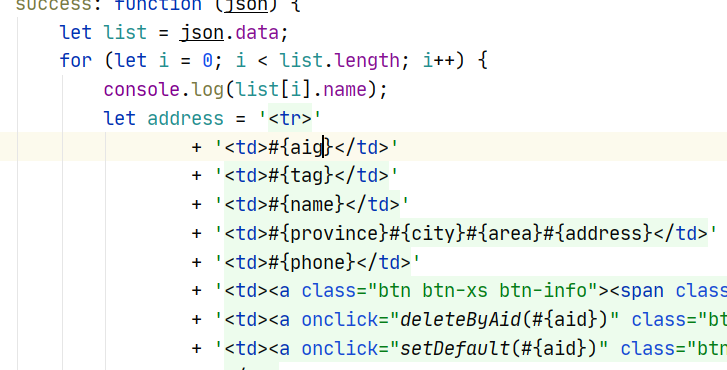 success: function (json) {
let list = json.data;
for (let i = 0; i < list.length; i++) {
console.log(list[i].name);
let address = '<tr>'
+ '<td>#{aig}</td>'
+ '<td>#{tag}</td>'
+ '<td>#{name}</td>'
+ '<td>#{province}#{city}#{area}#{address}</td>'
+ '<td>#{phone}</td>'
+ '<td><a class="btn btn-xs btn-info"><span class
+ '<td><a onclick="deleteByAid(#{aid})" class="bt
+ '<td><a onclick="setDefault(#{aid})" class="btn